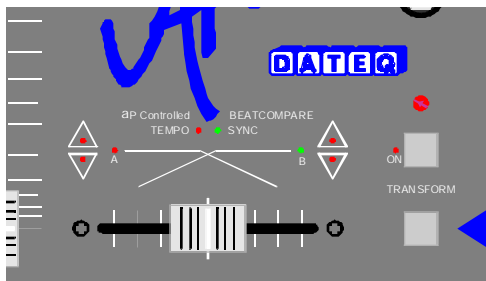 DATEQ
aP Controlled BEATCOMPARE
TEMPO SYNC
A B ON
TRANSFORM